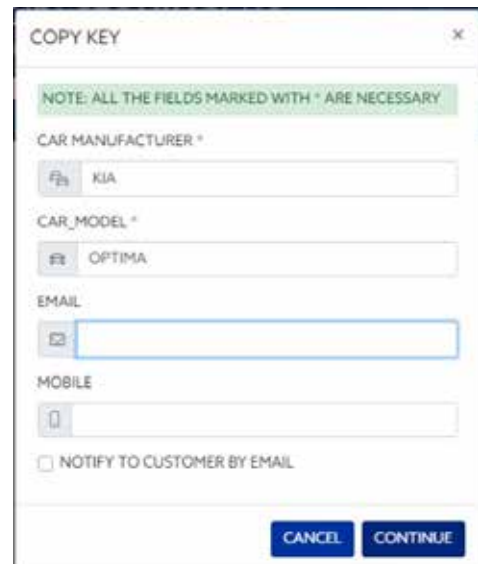 COPY KEY ×
NOTE: ALL THE FIELDS MARKED WITH * ARE NECESSARY
CAR MANUFACTURER *
KIA
CAR_MODEL *
OPTIMA
EMAIL
MOBILE
NOTIFY TO CUSTOMER BY EMAIL
CANCEL CONTINUE